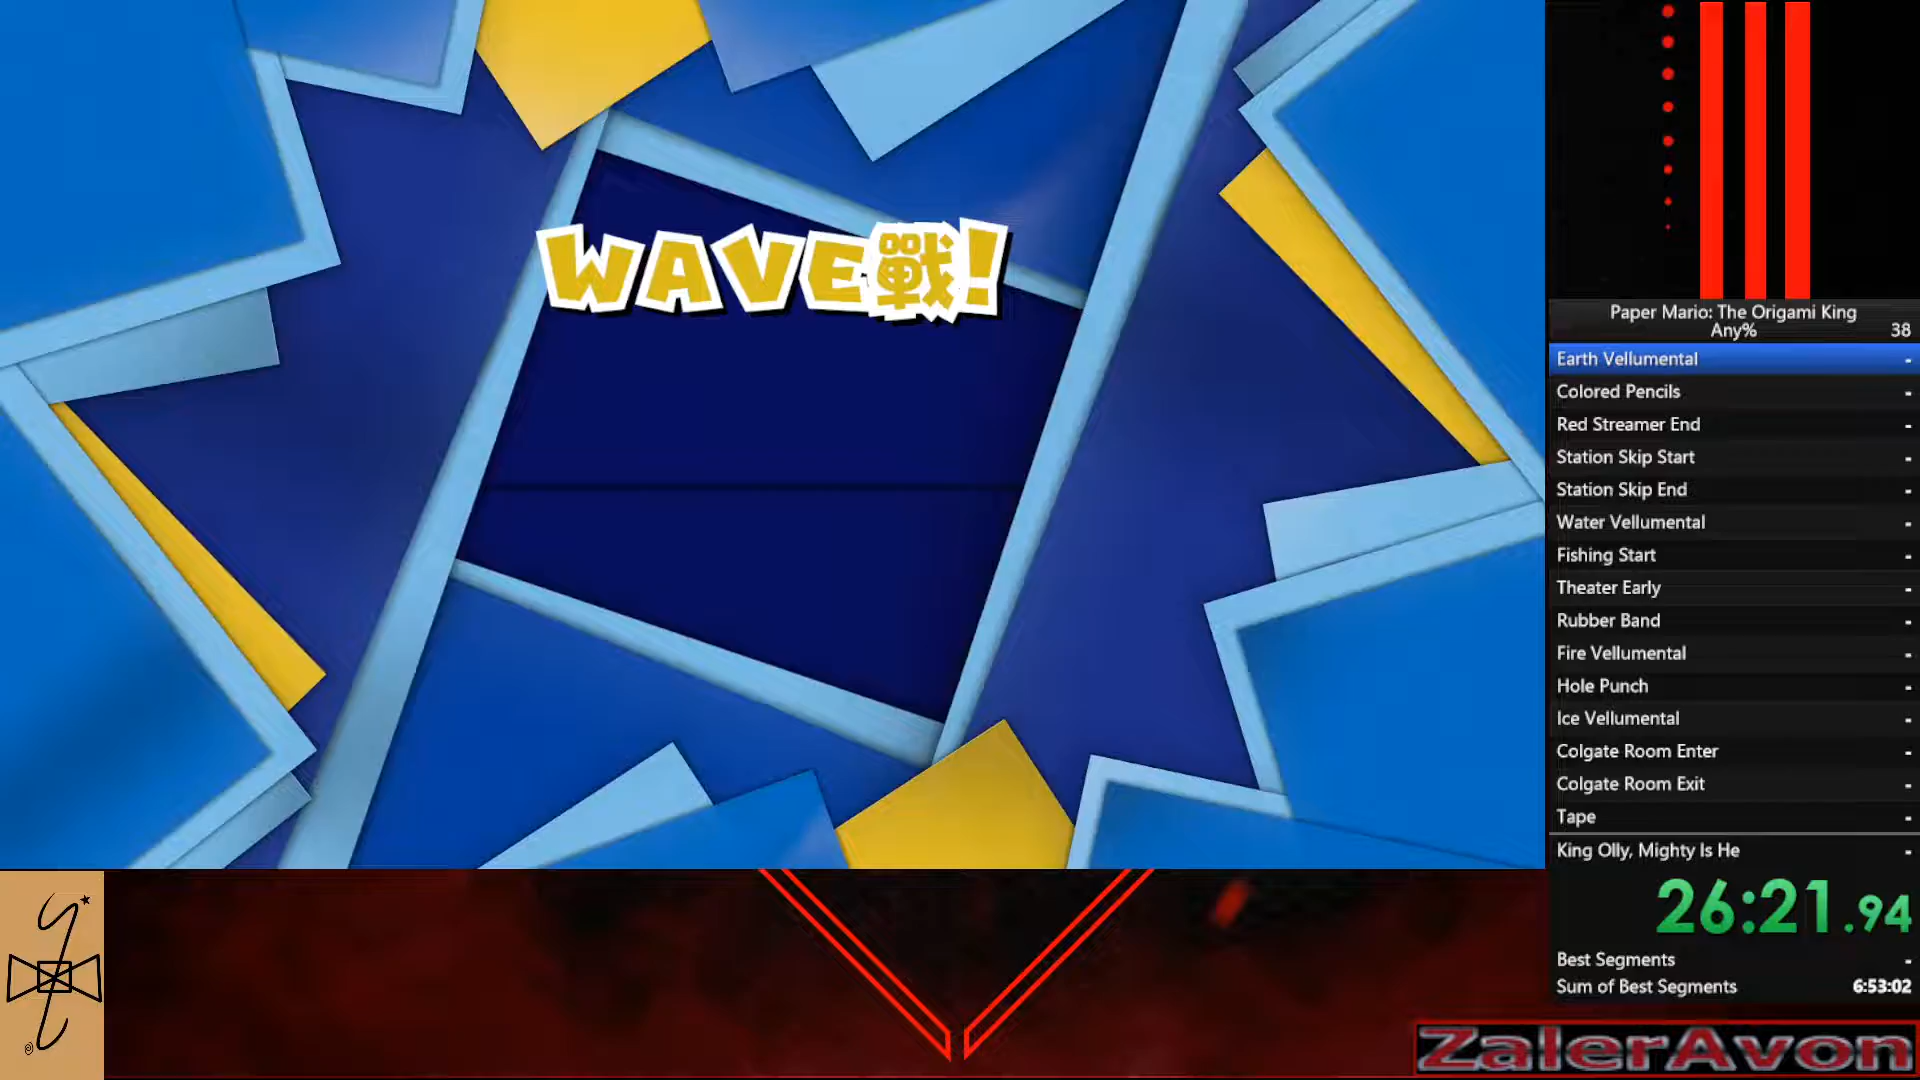 WAVE戰!
Paper Mario: The Origami King
Any% 38
Earth Vellumental -
Colored Pencils -
Red Streamer End -
Station Skip Start -
Station Skip End -
Water Vellumental -
Fishing Start -
Theater Early -
Rubber Band -
Fire Vellumental -
Hole Punch -
Ice Vellumental -
Colgate Room Enter -
Colgate Room Exit -
Tape -
King Olly, Mighty Is He -
26:21.94
Best Segments -
Sum of Best Segments 6:53:02
ZalerAvon